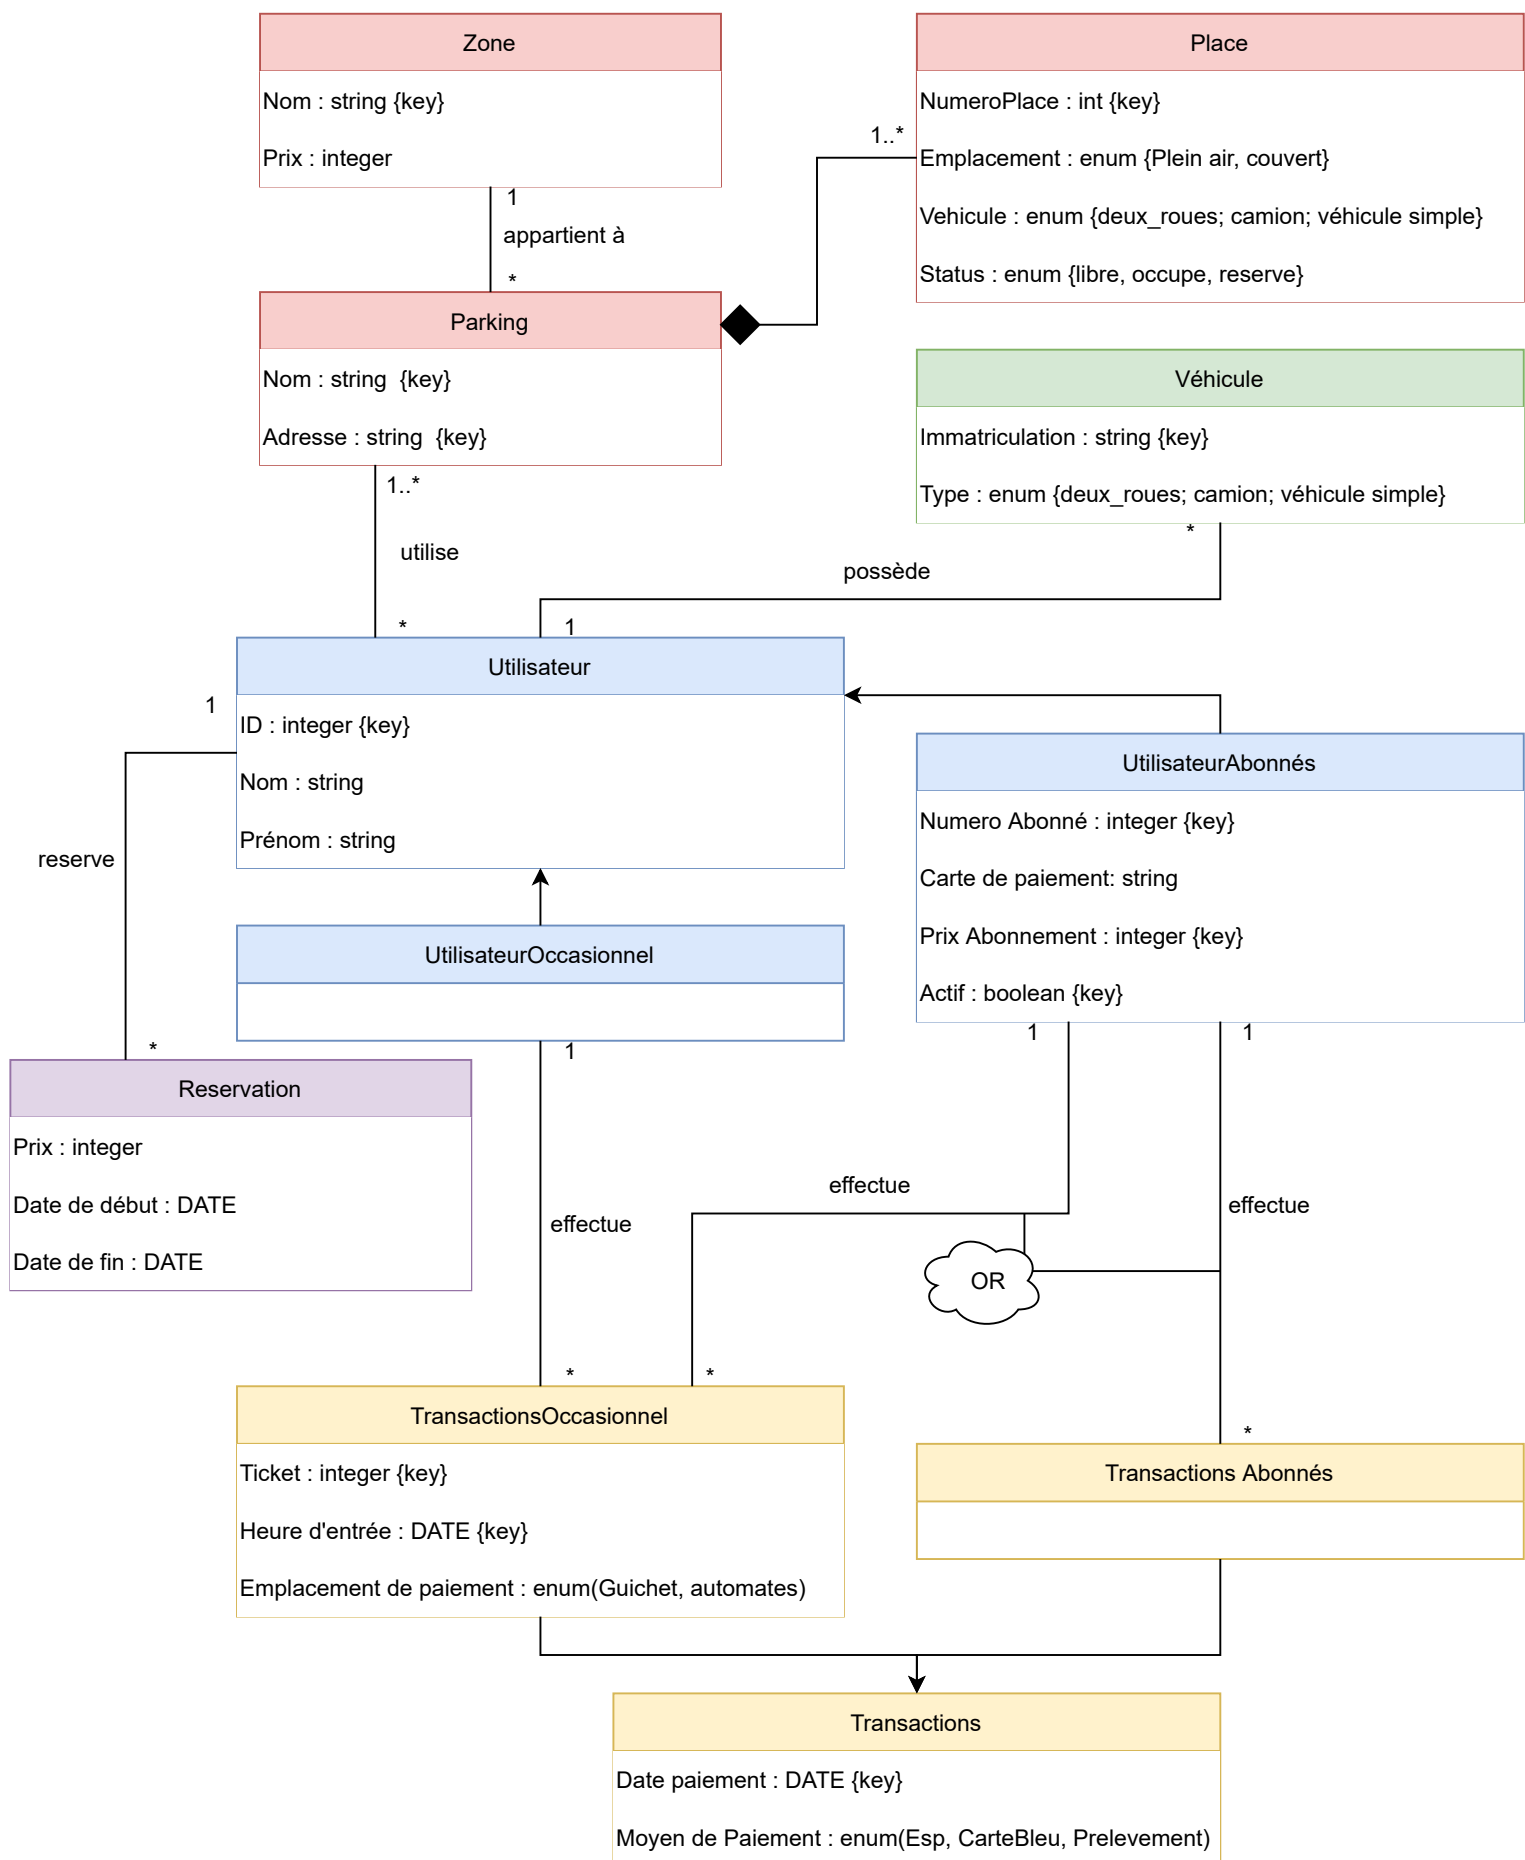 Zone
Nom : string {key}
Prix : integer
1
appartient à
*
Place
NumeroPlace : int {key}
Emplacement : enum {Plein air, couvert}
Vehicule : enum {deux_roues; camion; véhicule simple}
Status : enum {libre, occupe, reserve}
1..*
Parking
Nom : string  {key}
Adresse : string  {key}
1..*
utilise
*
Véhicule
Immatriculation : string {key}
Type : enum {deux_roues; camion; véhicule simple}
*
possède
1
Utilisateur
ID : integer {key}
Nom : string
Prénom : string
1
reserve
*
UtilisateurAbonnés
Numero Abonné : integer {key}
Carte de paiement: string
Prix Abonnement : integer {key}
Actif : boolean {key}
1
1
UtilisateurOccasionnel
1
Reservation
Prix : integer
Date de début : DATE
Date de fin : DATE
effectue
effectue
effectue
OR
*
*
*
TransactionsOccasionnel
Ticket : integer {key}
Heure d'entrée : DATE {key}
Emplacement de paiement : enum(Guichet, automates)
Transactions Abonnés
Transactions
Date paiement : DATE {key}
Moyen de Paiement : enum(Esp, CarteBleu, Prelevement)